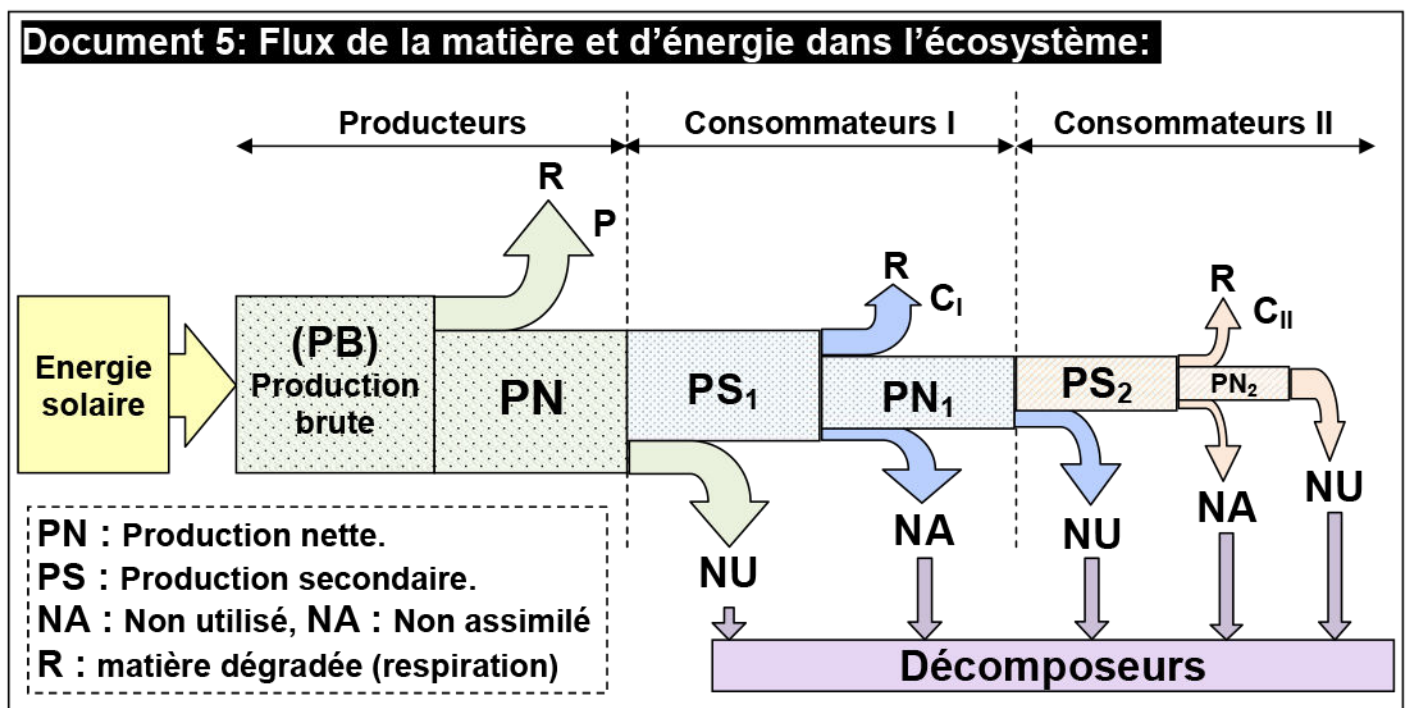 Document 5: Flux de la matière et d’énergie dans l’écosystème:
Producteurs
Consommateurs I
Consommateurs II
R
P
R
C_I
R
C_II
Energie
solaire
(PB)
Production
brute
PN
PS₁
PN₁
PS₂
PN₂
NU
NA
NU
NA
NU
Décomposeurs
PN : Production nette.
PS : Production secondaire.
NA : Non utilisé, NA : Non assimilé
R : matière dégradée (respiration)